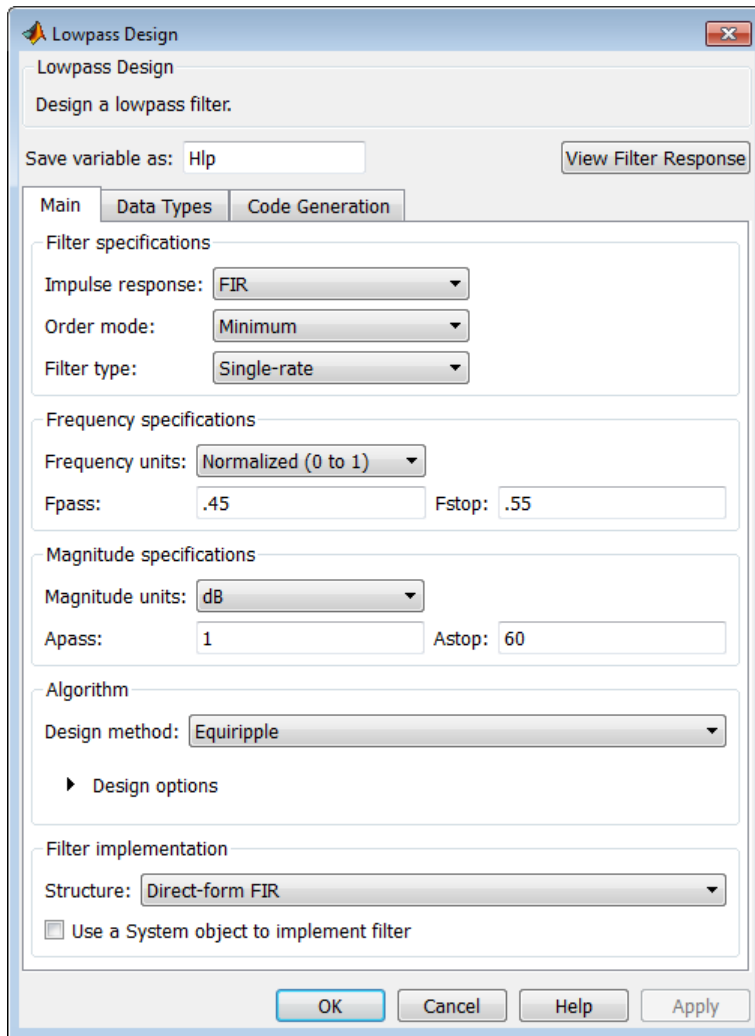 Lowpass Design
Lowpass Design
Design a lowpass filter.
Save variable as: Hlp View Filter Response
Main Data Types Code Generation
Filter specifications
Impulse response: FIR
Order mode: Minimum
Filter type: Single-rate
Frequency specifications
Frequency units: Normalized (0 to 1)
Fpass: .45 Fstop: .55
Magnitude specifications
Magnitude units: dB
Apass: 1 Astop: 60
Algorithm
Design method: Equiripple
Design options
Filter implementation
Structure: Direct-form FIR
Use a System object to implement filter
OK Cancel Help Apply